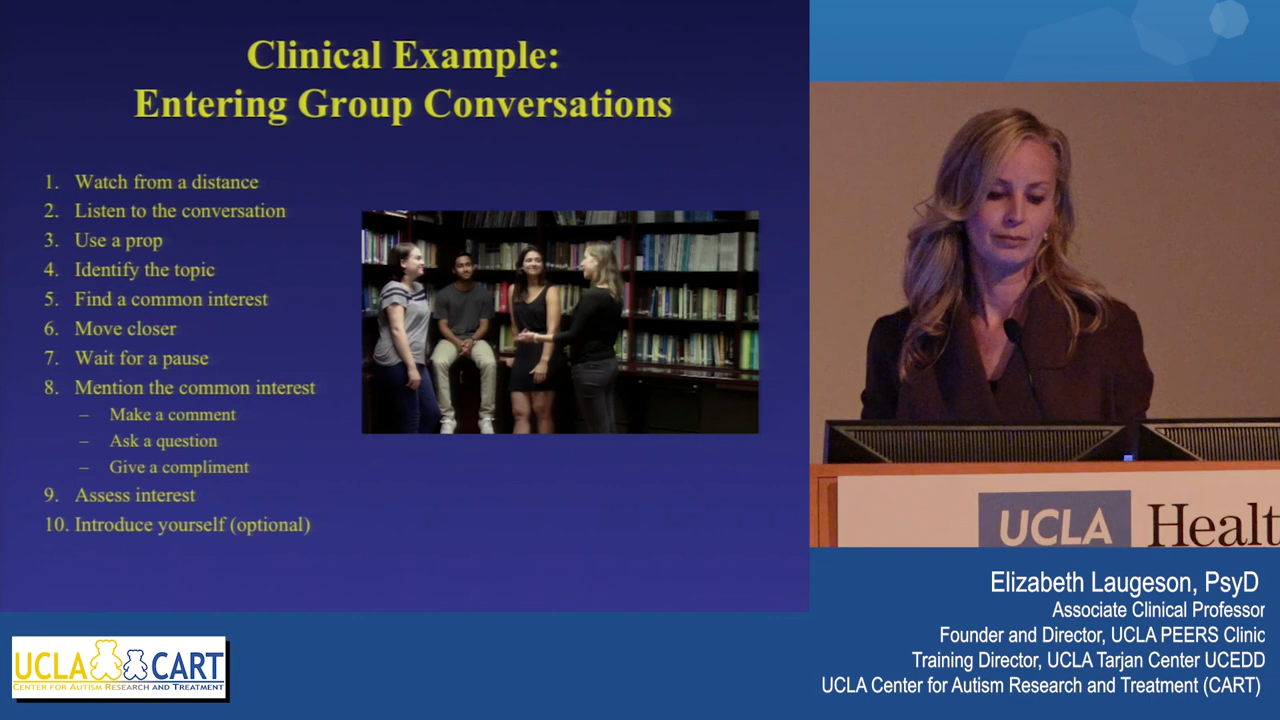 Clinical Example:
Entering Group Conversations
1. Watch from a distance
2. Listen to the conversation
3. Use a prop
4. Identify the topic
5. Find a common interest
6. Move closer
7. Wait for a pause
8. Mention the common interest
– Make a comment
– Ask a question
– Give a compliment
9. Assess interest
10. Introduce yourself (optional)
UCLA Healt
Elizabeth Laugeson, PsyD
Associate Clinical Professor
Founder and Director, UCLA PEERS Clinic
Training Director, UCLA Tarjan Center UCEDD
UCLA Center for Autism Research and Treatment (CART)
UCLA CART
CENTER FOR AUTISM RESEARCH AND TREATMENT